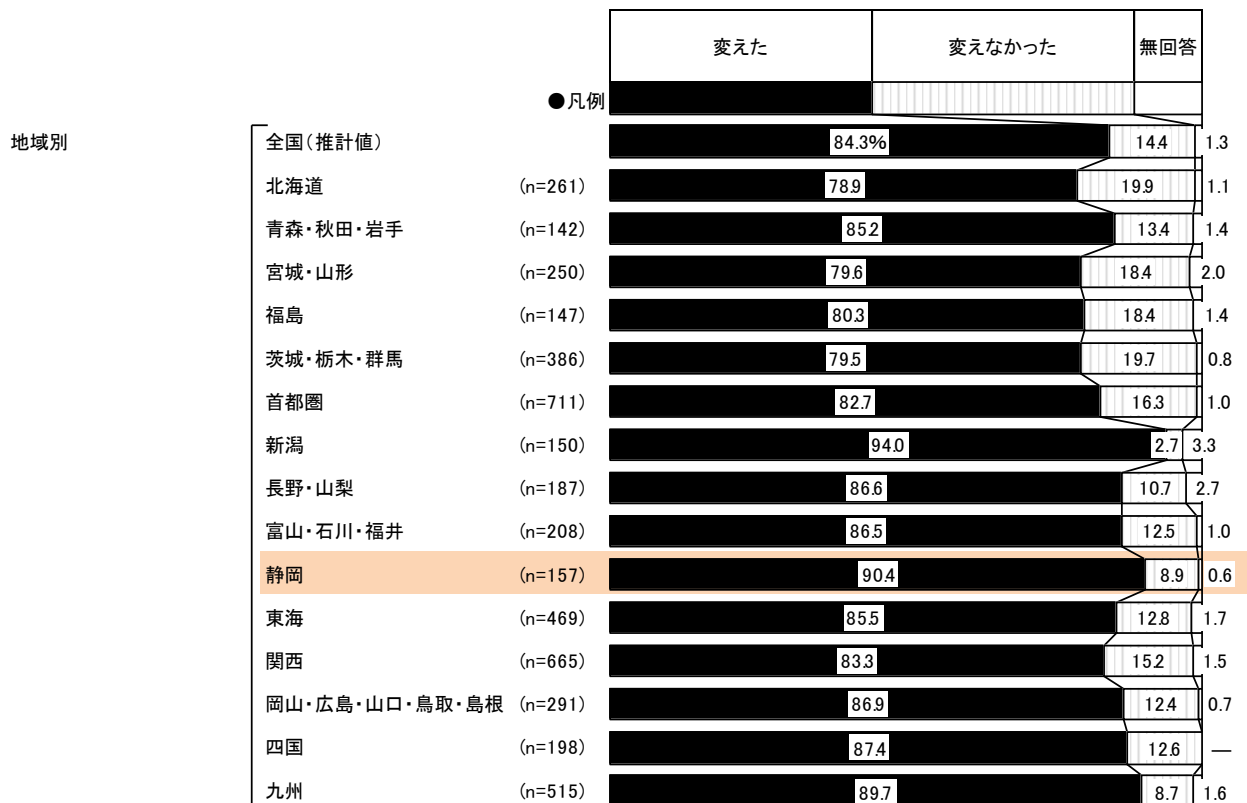 変えた 変えなかった 無回答
●凡例
地域別 全国(推計値) 84.3% 14.4 1.3
北海道 (n=261) 78.9 19.9 1.1
青森・秋田・岩手 (n=142) 85.2 13.4 1.4
宮城・山形 (n=250) 79.6 18.4 2.0
福島 (n=147) 80.3 18.4 1.4
茨城・栃木・群馬 (n=386) 79.5 19.7 0.8
首都圏 (n=711) 82.7 16.3 1.0
新潟 (n=150) 94.0 2.7 3.3
長野・山梨 (n=187) 86.6 10.7 2.7
富山・石川・福井 (n=208) 86.5 12.5 1.0
静岡 (n=157) 90.4 8.9 0.6
東海 (n=469) 85.5 12.8 1.7
関西 (n=665) 83.3 15.2 1.5
岡山・広島・山口・鳥取・島根 (n=291) 86.9 12.4 0.7
四国 (n=198) 87.4 12.6 ―
九州 (n=515) 89.7 8.7 1.6